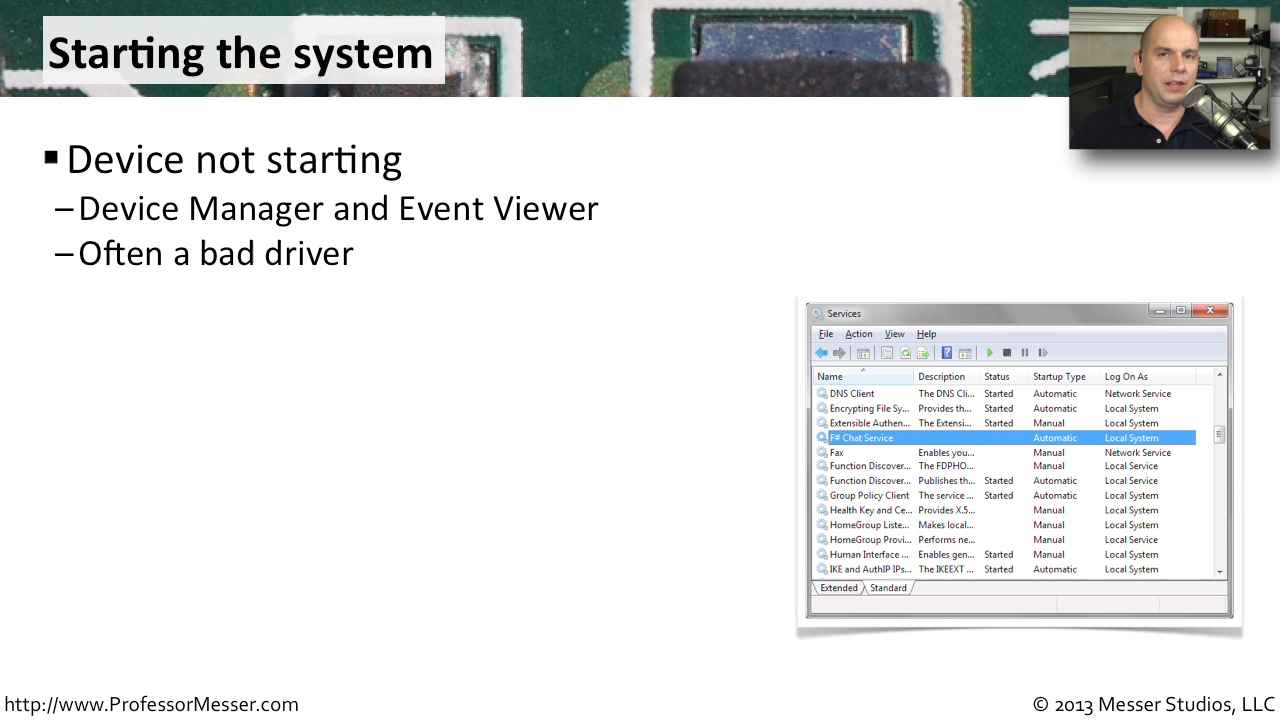 Starting the system
▪ Device not starting
– Device Manager and Event Viewer
– Often a bad driver
Services
File Action View Help
Name Description Status Startup Type Log On As
DNS Client The DNS Cli... Started Automatic Network Service
Encrypting File Sy... Provides th... Started Automatic Local System
Extensible Authen... The Extensi... Started Manual Local System
F# Chat Service Automatic Local System
Fax Enables you... Manual Network Service
Function Discover... The FDPHO... Manual Local Service
Function Discover... Publishes th... Started Automatic Local Service
Group Policy Client The service ... Started Automatic Local System
Health Key and Ce... Provides X.5... Manual Local System
HomeGroup Liste... Makes local... Manual Local System
HomeGroup Provi... Performs ne... Manual Local Service
Human Interface ... Enables gen... Started Manual Local System
IKE and AuthIP IPs... The IKEEXT ... Started Automatic Local System
Extended Standard
http://www.ProfessorMesser.com
© 2013 Messer Studios, LLC